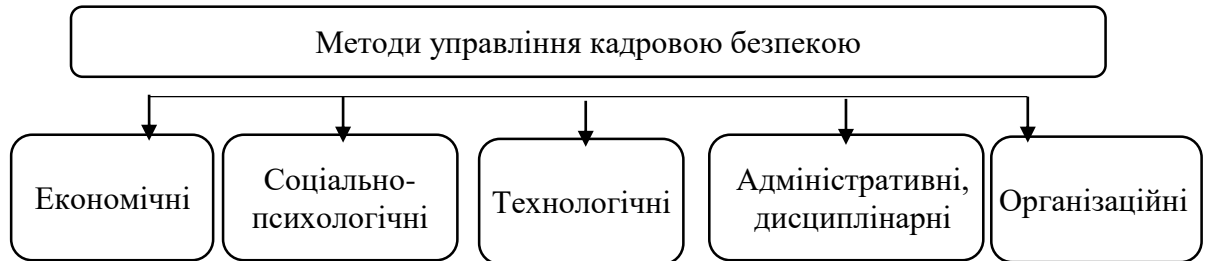 Методи управління кадровою безпекою
Економічні
Соціально-
психологічні
Технологічні
Адміністративні,
дисциплінарні
Організаційні